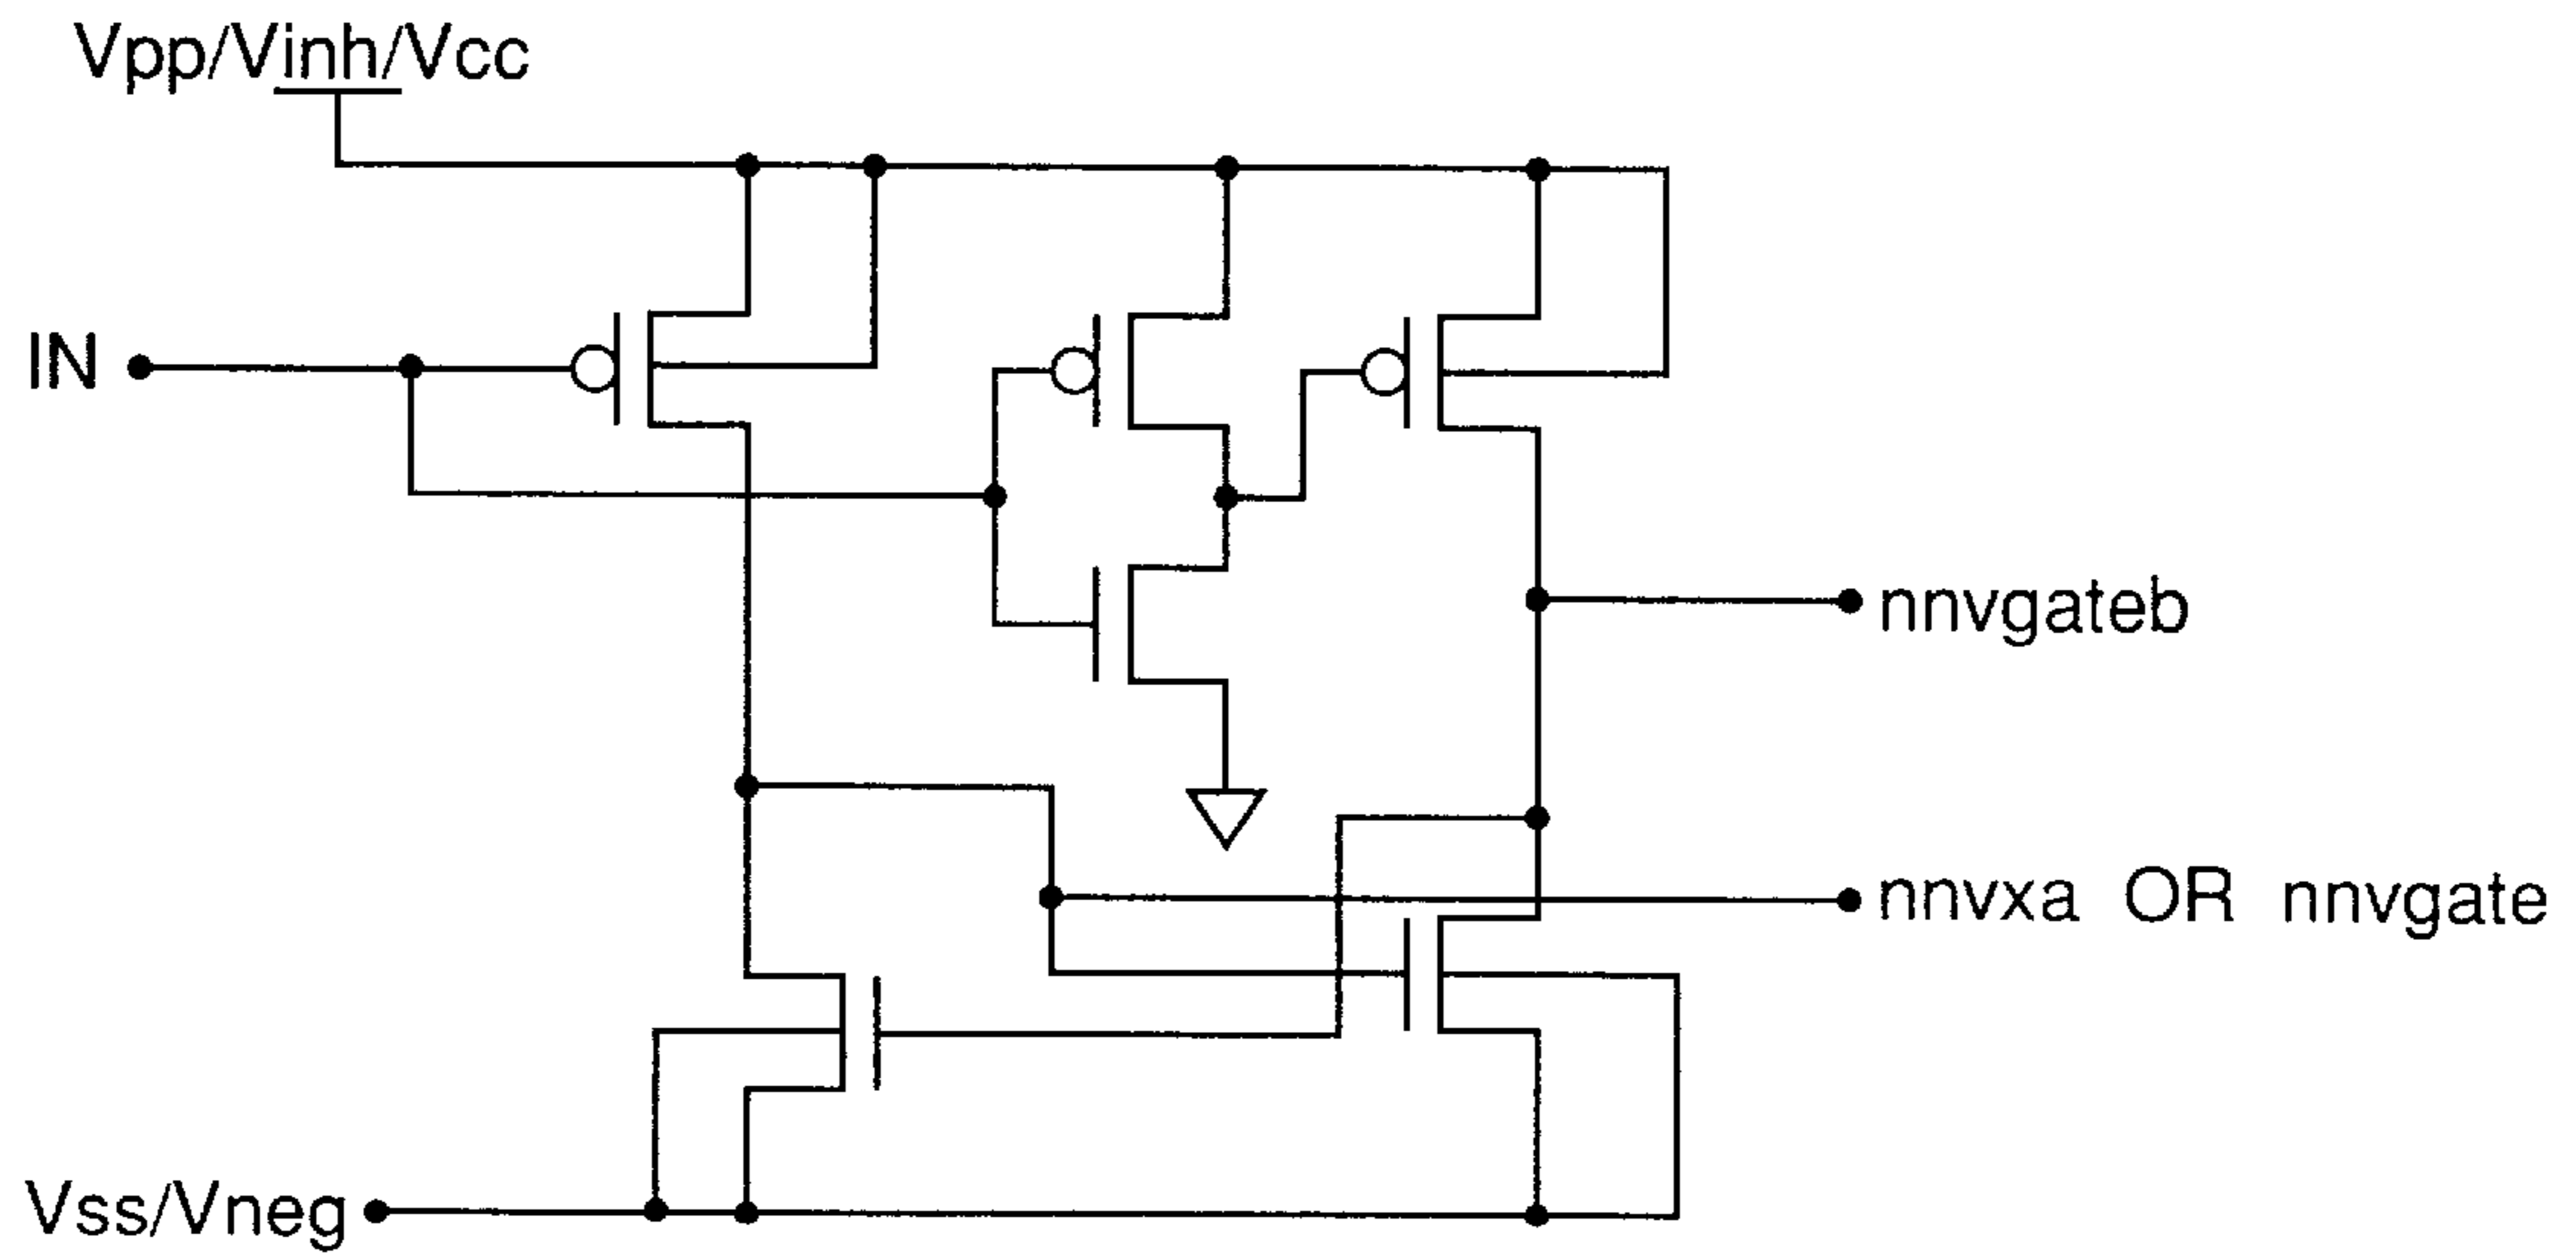 Vpp/Vinh/Vcc
IN
nnvgateb
nnvxa OR nnvgate
Vss/Vneg